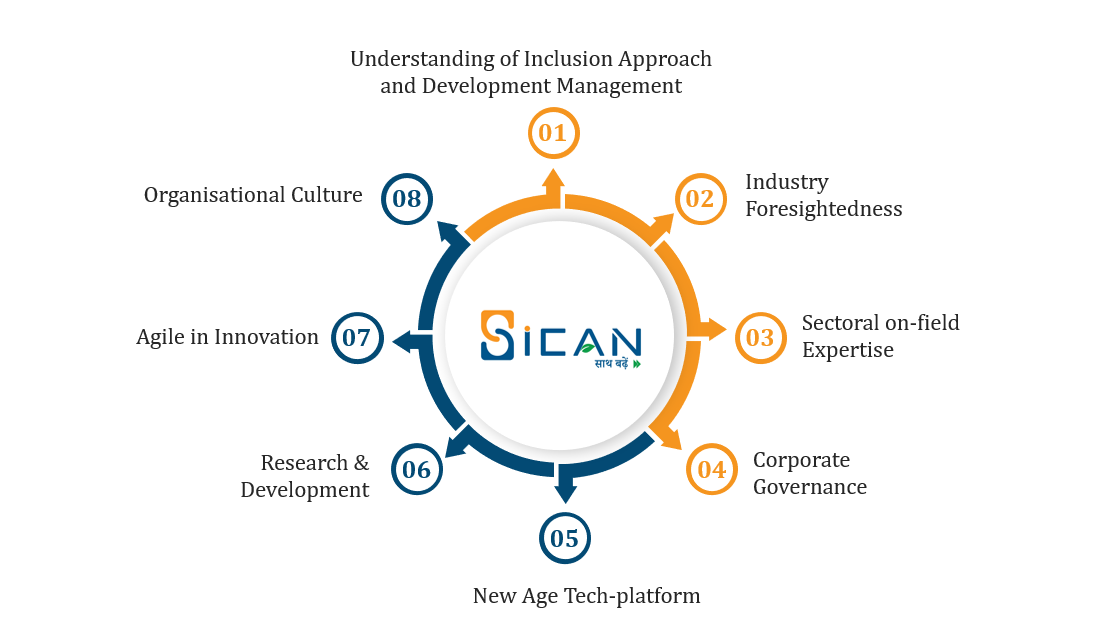 Understanding of Inclusion Approach
and Development Management
01
02
Industry
Foresightedness
03
Sectoral on-field
Expertise
04
Corporate
Governance
05
New Age Tech-platform
06
Research &
Development
07
Agile in Innovation
08
Organisational Culture
SiCAN
साथ बढ़ें